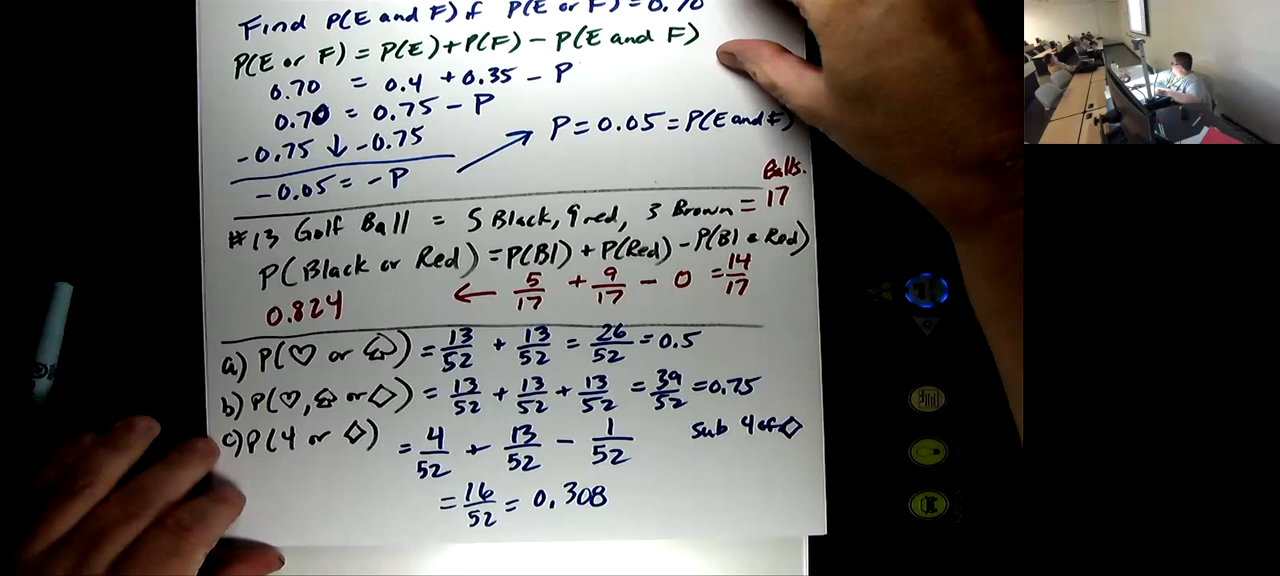 Find P(E and F) if P(E or F) = 0.70
P(E or F) = P(E) + P(F) - P(E and F)
0.70 = 0.4 + 0.35 - P
0.70 = 0.75 - P
-0.75 ↓ -0.75
-0.05 = -P
P = 0.05 = P(E and F)
Balls.
#13 Golf Ball = 5 Black, 9 red, 3 Brown = 17
P(Black or Red) = P(Bl) + P(Red) - P(Bl & Red)
0.824 ← 5/17 + 9/17 - 0 = 14/17
a) P(♡ or ♤) = 13/52 + 13/52 = 26/52 = 0.5
b) P(♡, ♤ or ♢) = 13/52 + 13/52 + 13/52 = 39/52 = 0.75
c) P(4 or ♢) = 4/52 + 13/52 - 1/52 sub 4 of ♢
= 16/52 = 0.308